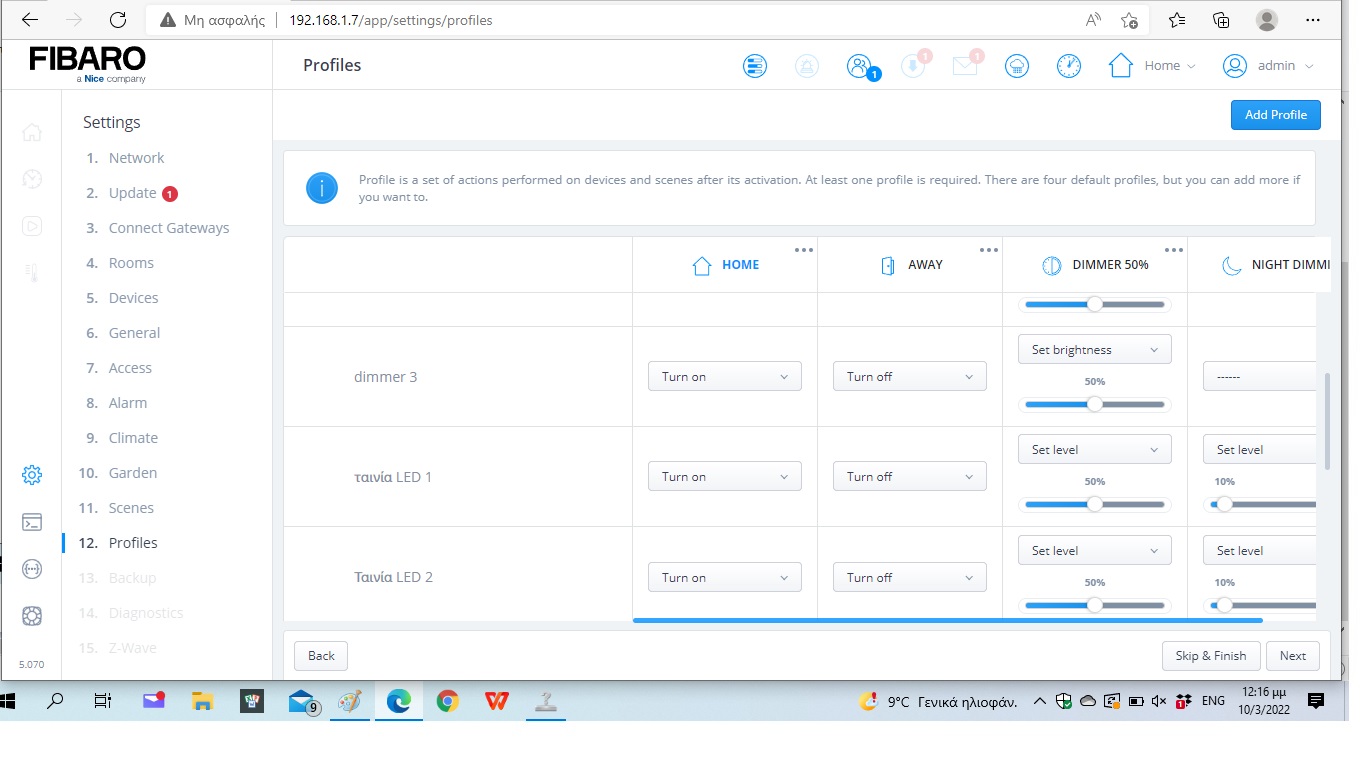 Μη ασφαλής
192.168.1.7/app/settings/profiles
FIBARO
a Nice company
Profiles
1
1
1
Home
admin
Add Profile
Settings
1. Network
2. Update 1
3. Connect Gateways
4. Rooms
5. Devices
6. General
7. Access
8. Alarm
9. Climate
10. Garden
11. Scenes
12. Profiles
13. Backup
14. Diagnostics
15. Z-Wave
5.070
Profile is a set of actions performed on devices and scenes after its activation. At least one profile is required. There are four default profiles, but you can add more if
you want to.
HOME AWAY DIMMER 50% NIGHT DIMMI
dimmer 3 Turn on Turn off Set brightness ------
50%
ταινία LED 1 Turn on Turn off Set level Set level
50% 10%
Ταινία LED 2 Turn on Turn off Set level Set level
50% 10%
Back
Skip & Finish
Next
9
9°C Γενικά ηλιοφάν.
1
ENG
12:16 μμ
10/3/2022